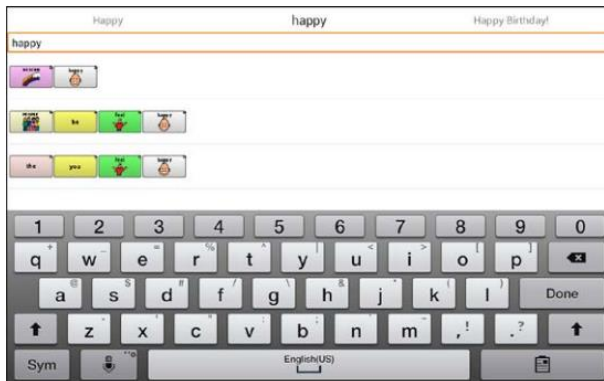 Happy happy Happy Birthday!
happy
happy
be feel happy
the you feel happy
1 2 3 4 5 6 7 8 9 0
q + w _ e = r % t ^ y | u < i > o [ p ]
a @ s $ d # f / g \ h & j * k ( l ) Done
z - x ' c " v : b ; n m ~ , ! . ?
Sym English(US)